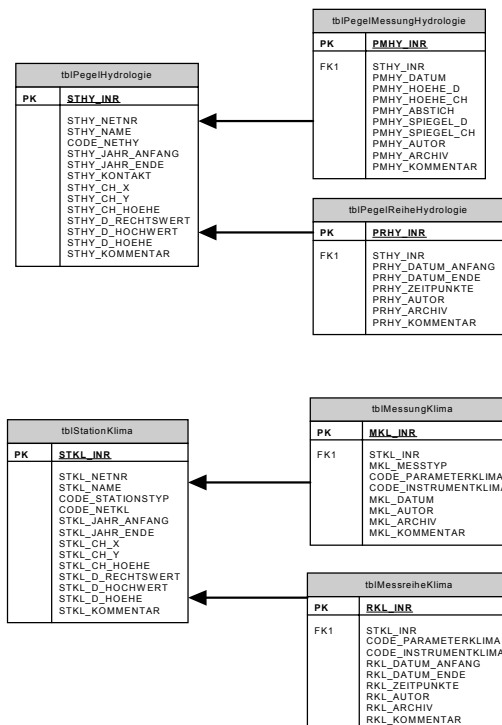 tblPegelHydrologie
PK STHY_INR
STHY_NETNR
STHY_NAME
CODE_NETHY
STHY_JAHR_ANFANG
STHY_JAHR_ENDE
STHY_KONTAKT
STHY_CH_X
STHY_CH_Y
STHY_CH_HOEHE
STHY_D_RECHTSWERT
STHY_D_HOCHWERT
STHY_D_HOEHE
STHY_KOMMENTAR
tblPegelMessungHydrologie
PK PMHY_INR
FK1 STHY_INR
PMHY_DATUM
PMHY_HOEHE_D
PMHY_HOEHE_CH
PMHY_ABSTICH
PMHY_SPIEGEL_D
PMHY_SPIEGEL_CH
PMHY_AUTOR
PMHY_ARCHIV
PMHY_KOMMENTAR
tblPegelReiheHydrologie
PK PRHY_INR
FK1 STHY_INR
PRHY_DATUM_ANFANG
PRHY_DATUM_ENDE
PRHY_ZEITPUNKTE
PRHY_AUTOR
PRHY_ARCHIV
PRHY_KOMMENTAR
tblStationKlima
PK STKL_INR
STKL_NETNR
STKL_NAME
CODE_STATIONSTYP
CODE_NETKL
STKL_JAHR_ANFANG
STKL_JAHR_ENDE
STKL_CH_X
STKL_CH_Y
STKL_CH_HOEHE
STKL_D_RECHTSWERT
STKL_D_HOCHWERT
STKL_D_HOEHE
STKL_KOMMENTAR
tblMessungKlima
PK MKL_INR
FK1 STKL_INR
MKL_MESSTYP
CODE_PARAMETERKLIMA
CODE_INSTRUMENTKLIMA
MKL_DATUM
MKL_AUTOR
MKL_ARCHIV
MKL_KOMMENTAR
tblMessreiheKlima
PK RKL_INR
FK1 STKL_INR
CODE_PARAMETERKLIMA
CODE_INSTRUMENTKLIMA
RKL_DATUM_ANFANG
RKL_DATUM_ENDE
RKL_ZEITPUNKTE
RKL_AUTOR
RKL_ARCHIV
RKL_KOMMENTAR